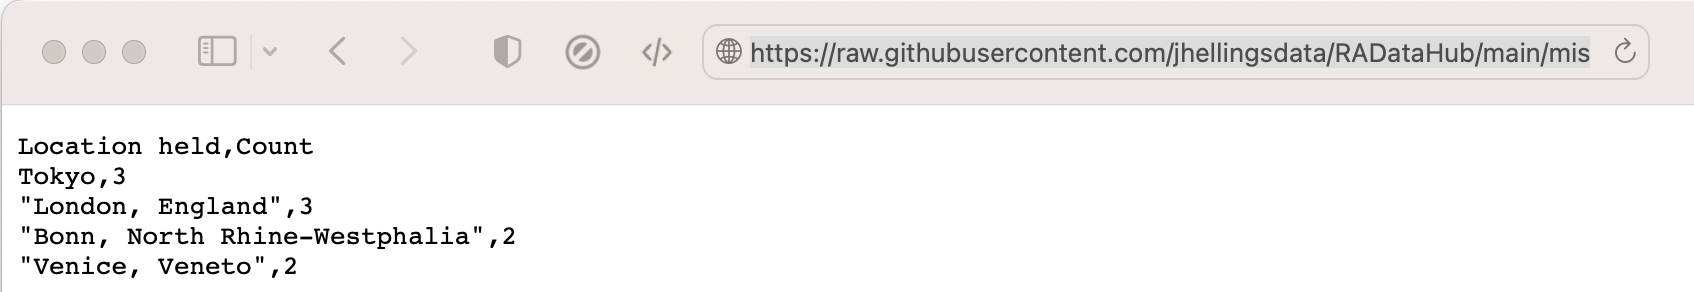 https://raw.githubusercontent.com/jhellingsdata/RADataHub/main/mis
Location held,Count
Tokyo,3
"London, England",3
"Bonn, North Rhine-Westphalia",2
"Venice, Veneto",2